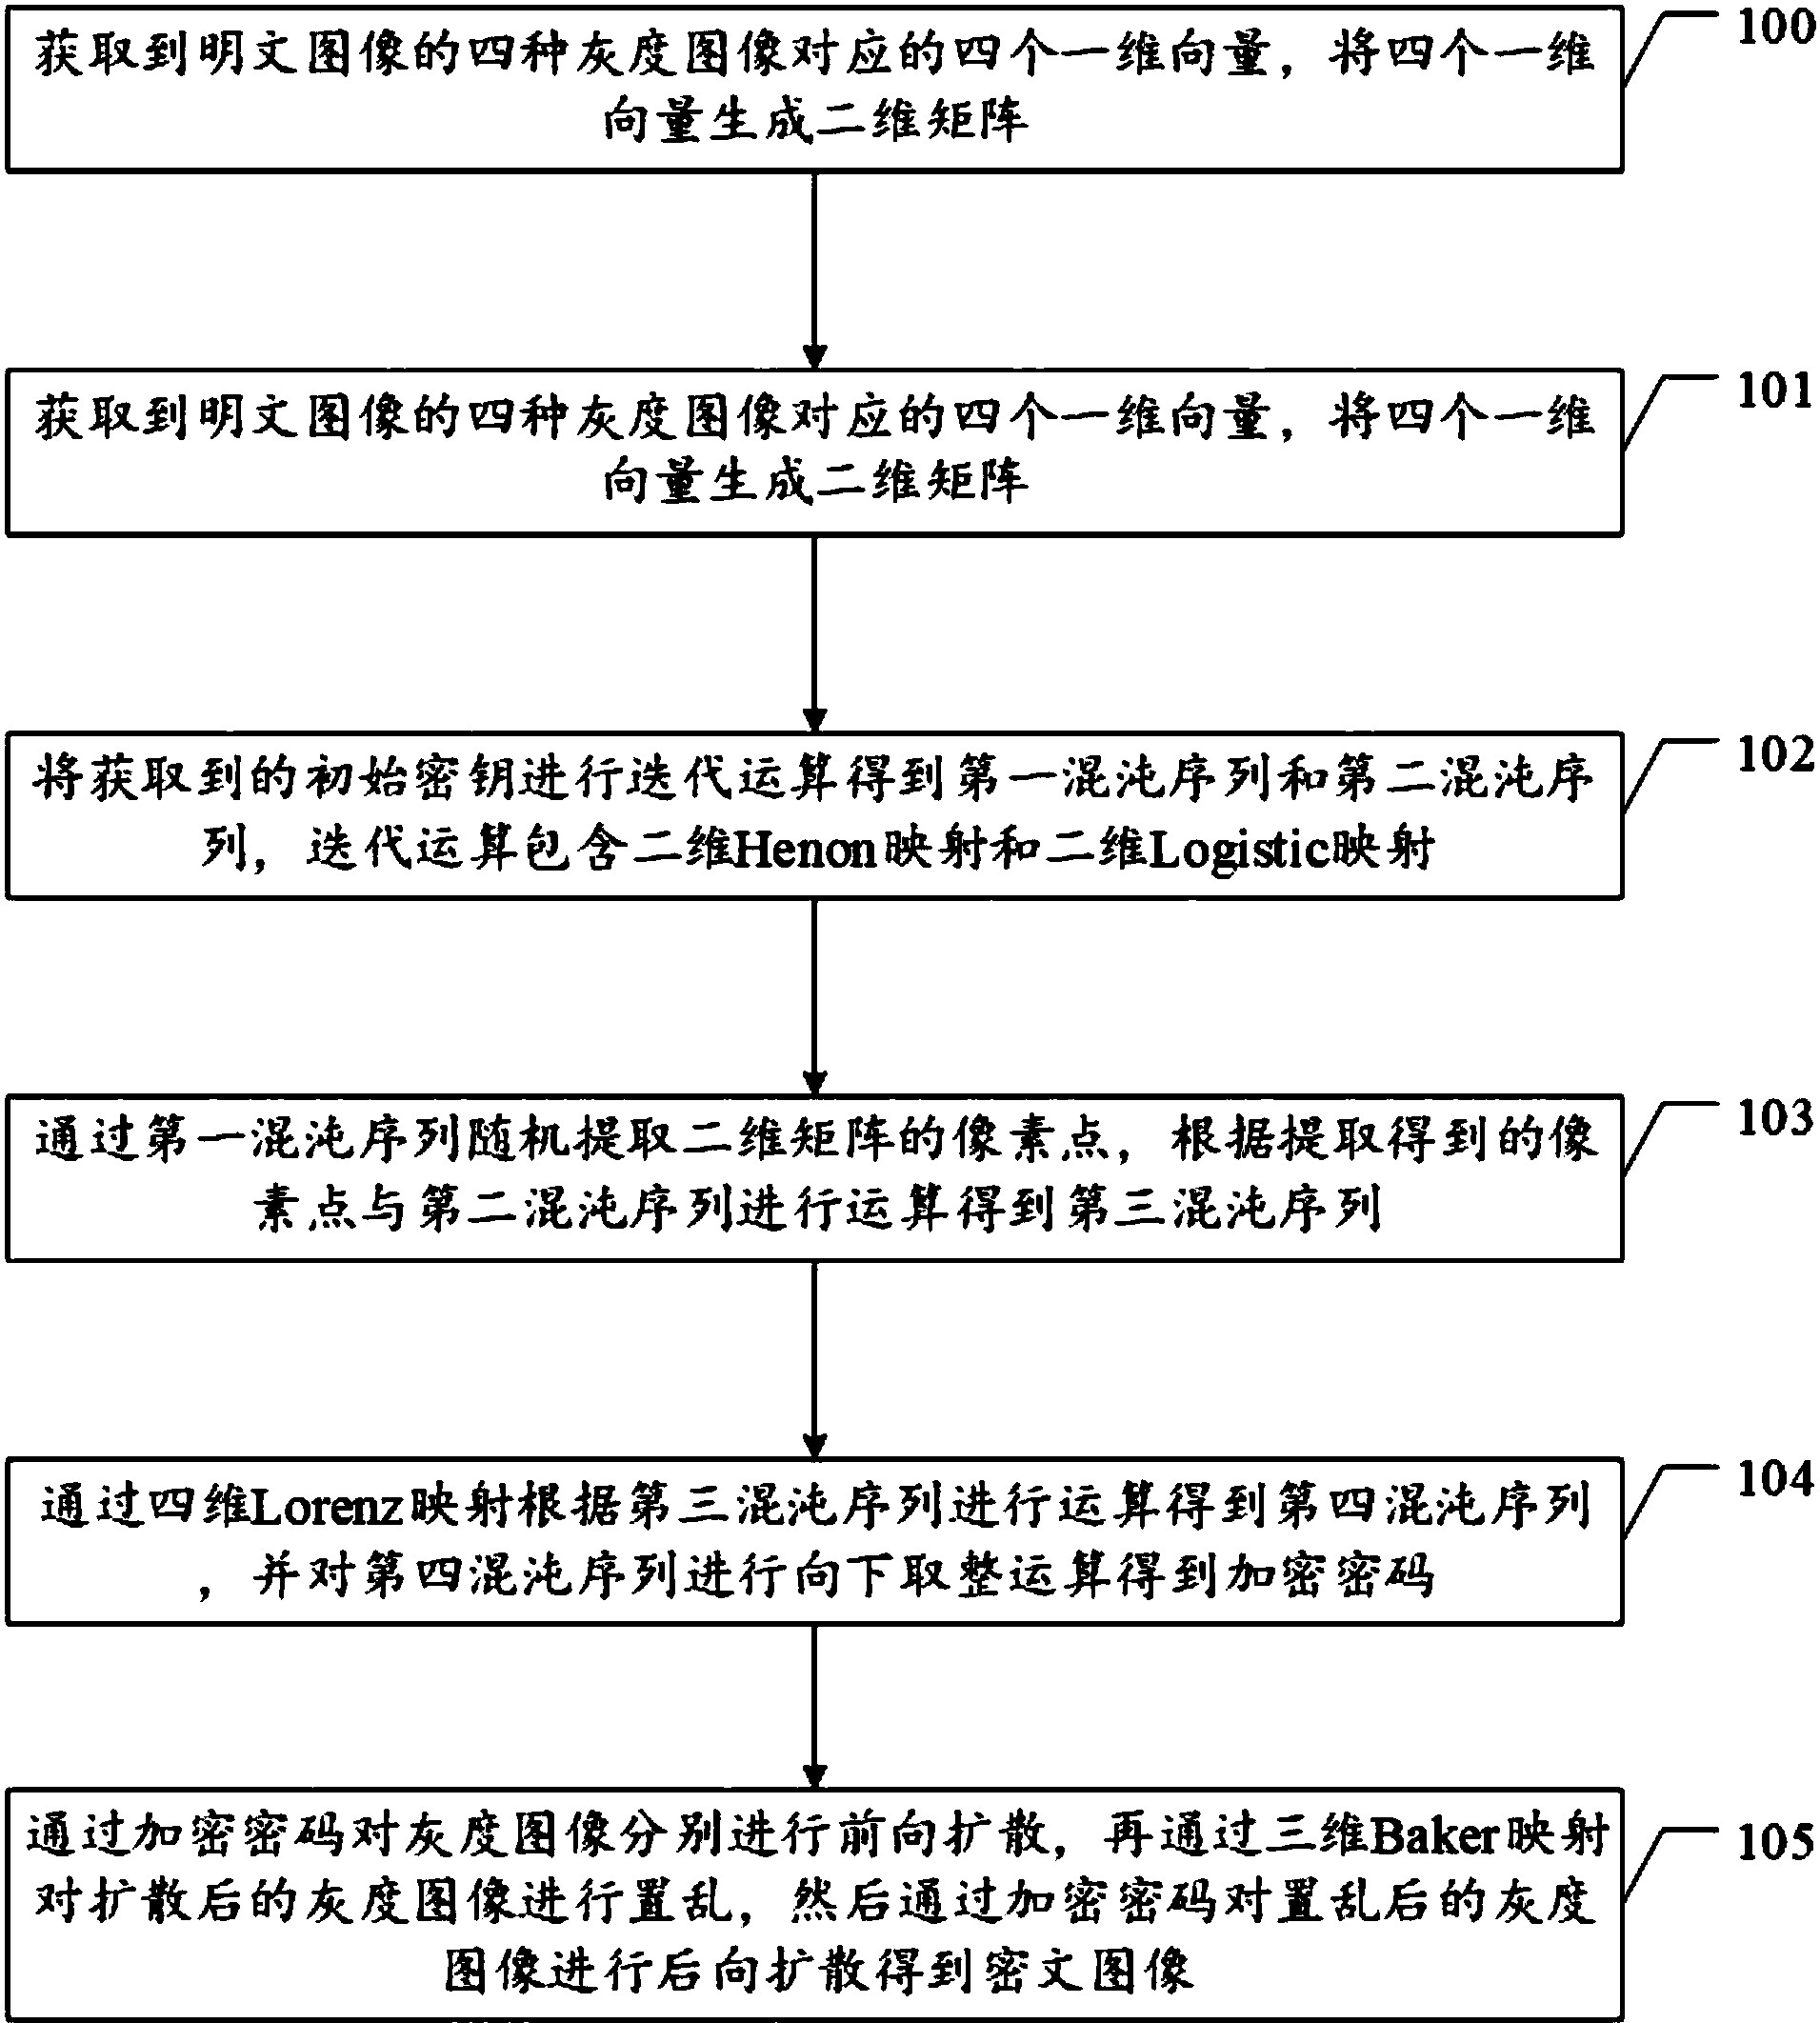 100
获取到明文图像的四种灰度图像对应的四个一维向量，将四个一维
向量生成二维矩阵
101
获取到明文图像的四种灰度图像对应的四个一维向量，将四个一维
向量生成二维矩阵
102
将获取到的初始密钥进行迭代运算得到第一混沌序列和第二混沌序
列，迭代运算包含二维Henon映射和二维Logistic映射
103
通过第一混沌序列随机提取二维矩阵的像素点，根据提取得到的像
素点与第二混沌序列进行运算得到第三混沌序列
104
通过四维Lorenz映射根据第三混沌序列进行运算得到第四混沌序列
，并对第四混沌序列进行向下取整运算得到加密密码
105
通过加密密码对灰度图像分别进行前向扩散，再通过三维Baker映射
对扩散后的灰度图像进行置乱，然后通过加密密码对置乱后的灰度
图像进行后向扩散得到密文图像